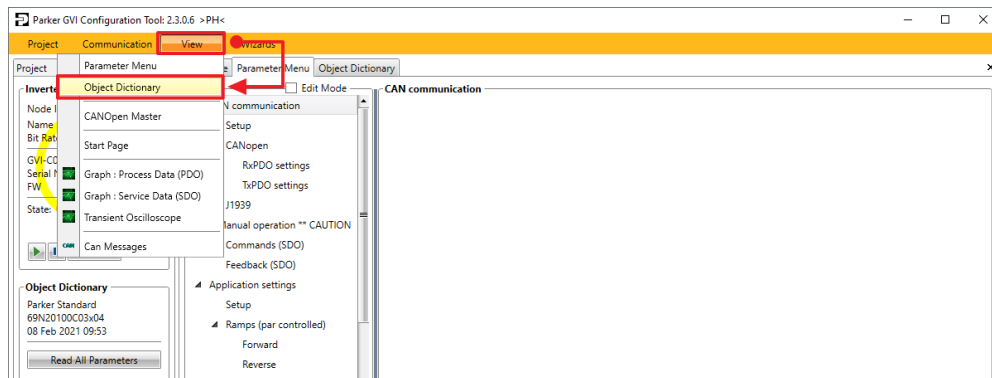 Parker GVI Configuration Tool: 2.3.0.6 >PH<
Project Communication View Wizards
Project Parameter Menu Object Dictionary
Parameter Menu
Object Dictionary
CANOpen Master
Start Page
Graph : Process Data (PDO)
Graph : Service Data (SDO)
Transient Oscilloscope
CAN Can Messages
Node
Name
Bit Rat
GVI-C0
Serial
FW
State:
Object Dictionary
Parker Standard
69N20100C03x04
08 Feb 2021 09:53
Read All Parameters
Edit Mode
communication
Setup
CANopen
RxPDO settings
TxPDO settings
J1939
anual operation ** CAUTION
Commands (SDO)
Feedback (SDO)
Application settings
Setup
Ramps (par controlled)
Forward
Reverse
CAN communication